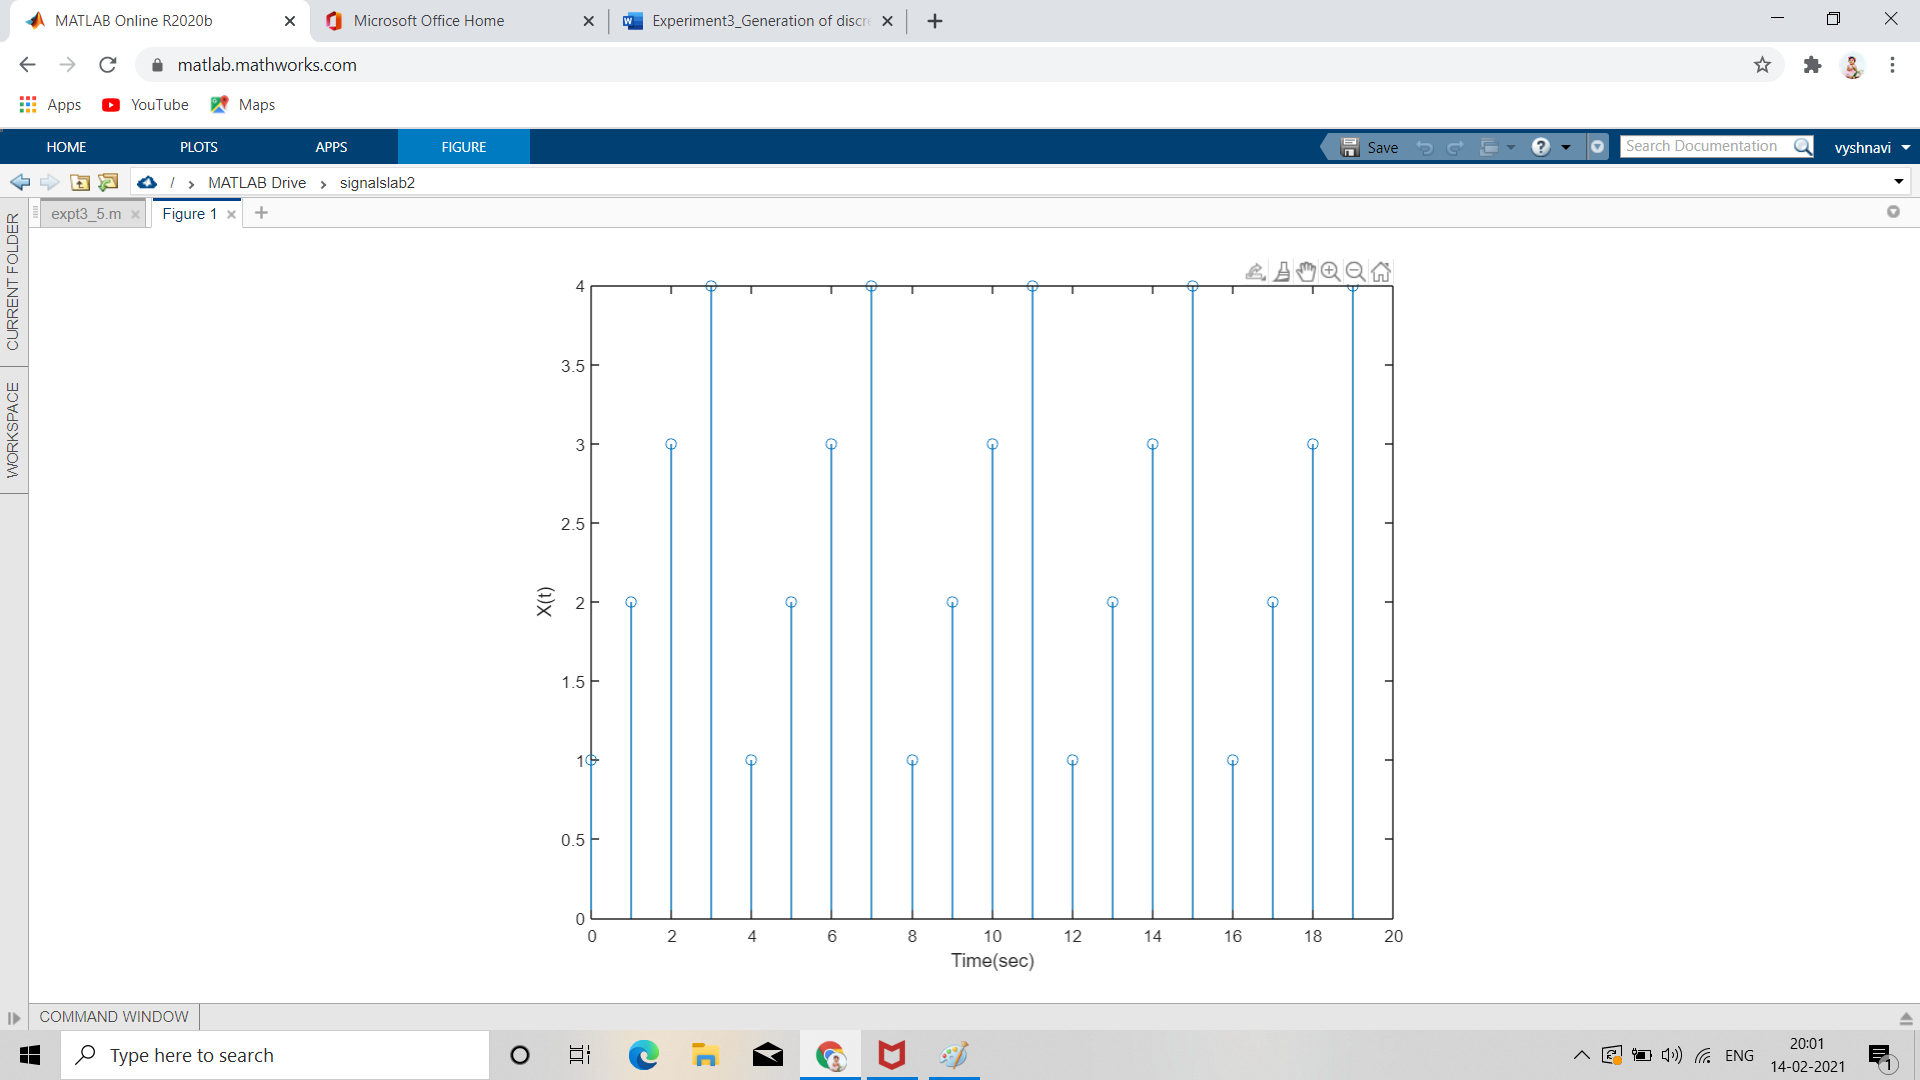 MATLAB Online R2020b
Microsoft Office Home
Experiment3_Generation of discre
matlab.mathworks.com
Apps YouTube Maps
HOME PLOTS APPS FIGURE Save Search Documentation vyshnavi
/ › MATLAB Drive › signalslab2
expt3_5.m Figure 1
CURRENT FOLDER
WORKSPACE
4
3.5
3
2.5
2
1.5
1
0.5
0
X(t)
0 2 4 6 8 10 12 14 16 18 20
Time(sec)
COMMAND WINDOW
Type here to search
ENG
20:01
14-02-2021
1